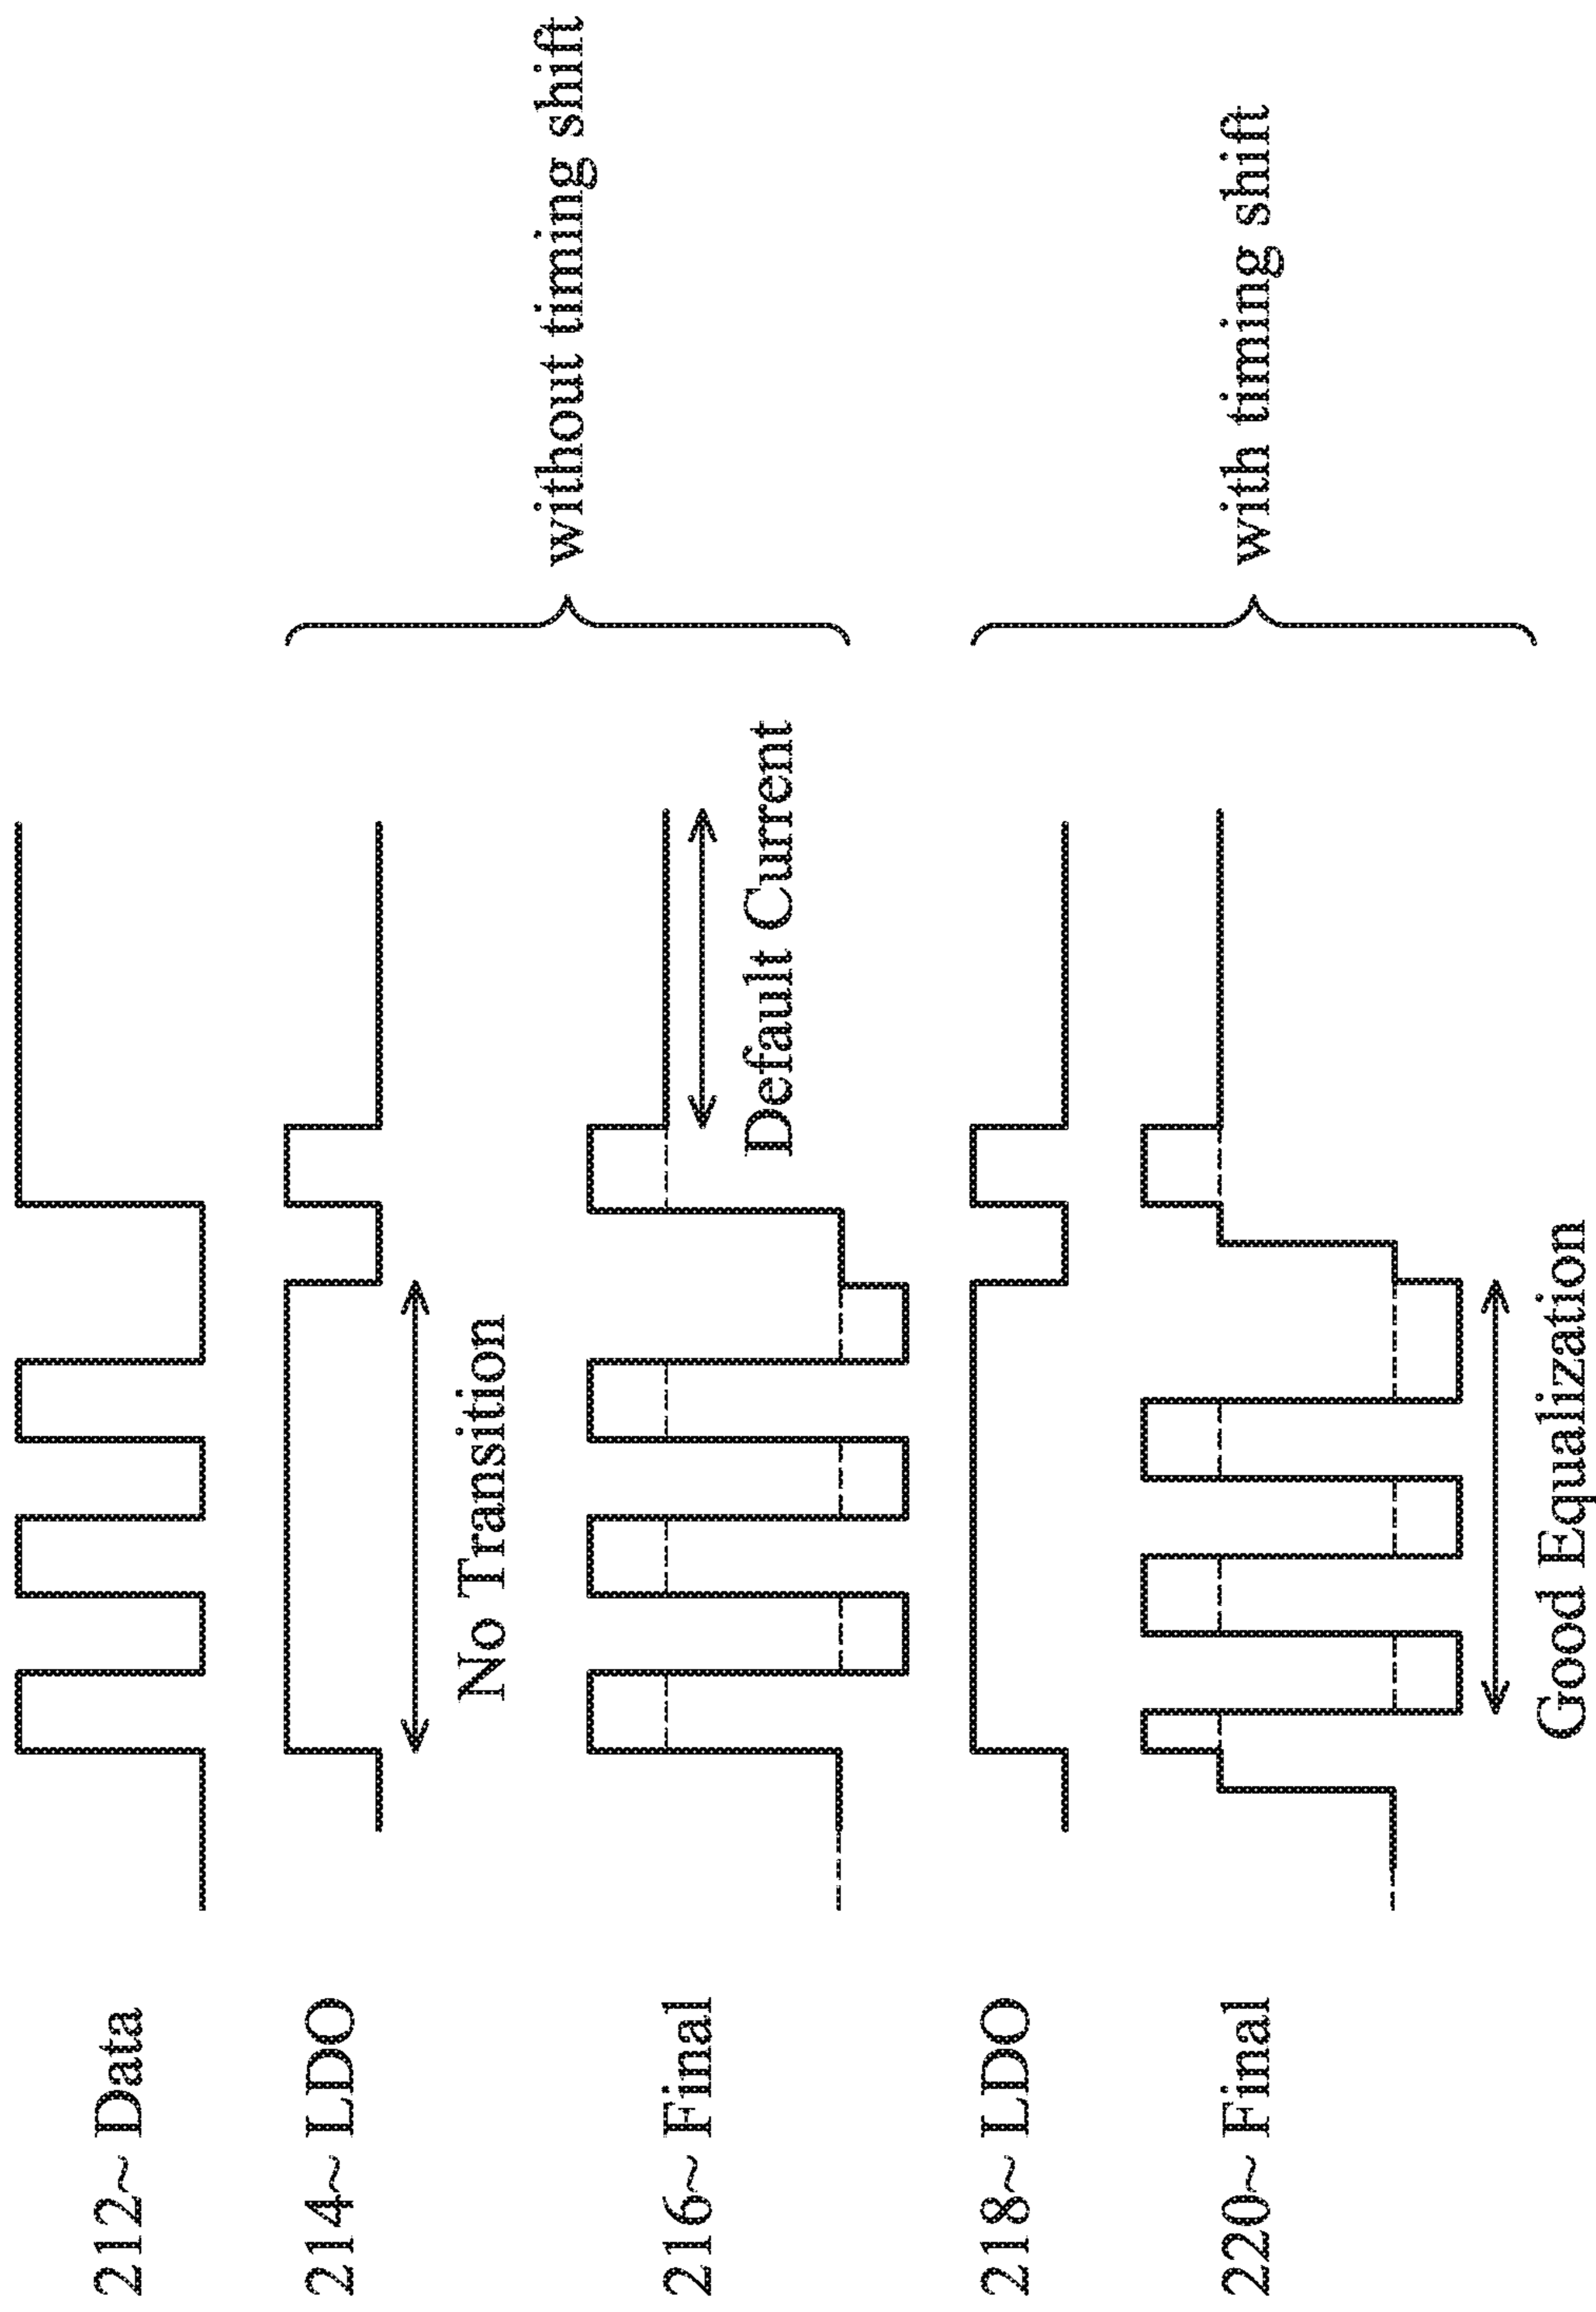 212~ Data
214~ LDO
No Transition
without timing shift
216~ Final
Default Current
218~ LDO
with timing shift
220~ Final
Good Equalization